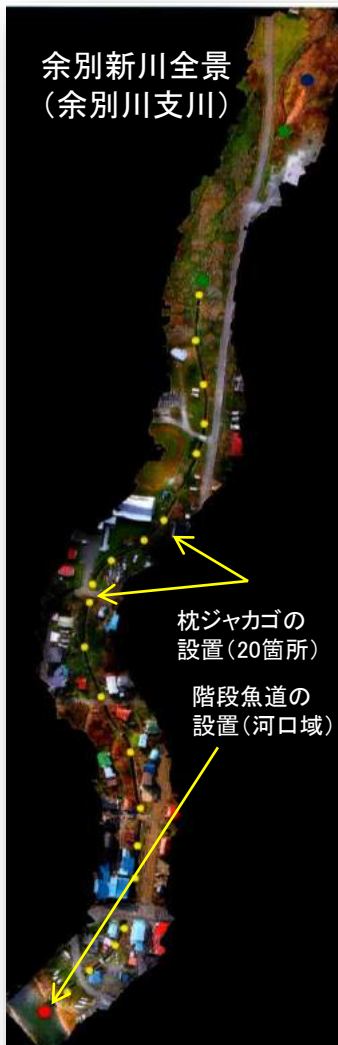 余別新川全景
（余別川支川）
枕ジャカゴの
設置（20箇所）
階段魚道の
設置（河口域）